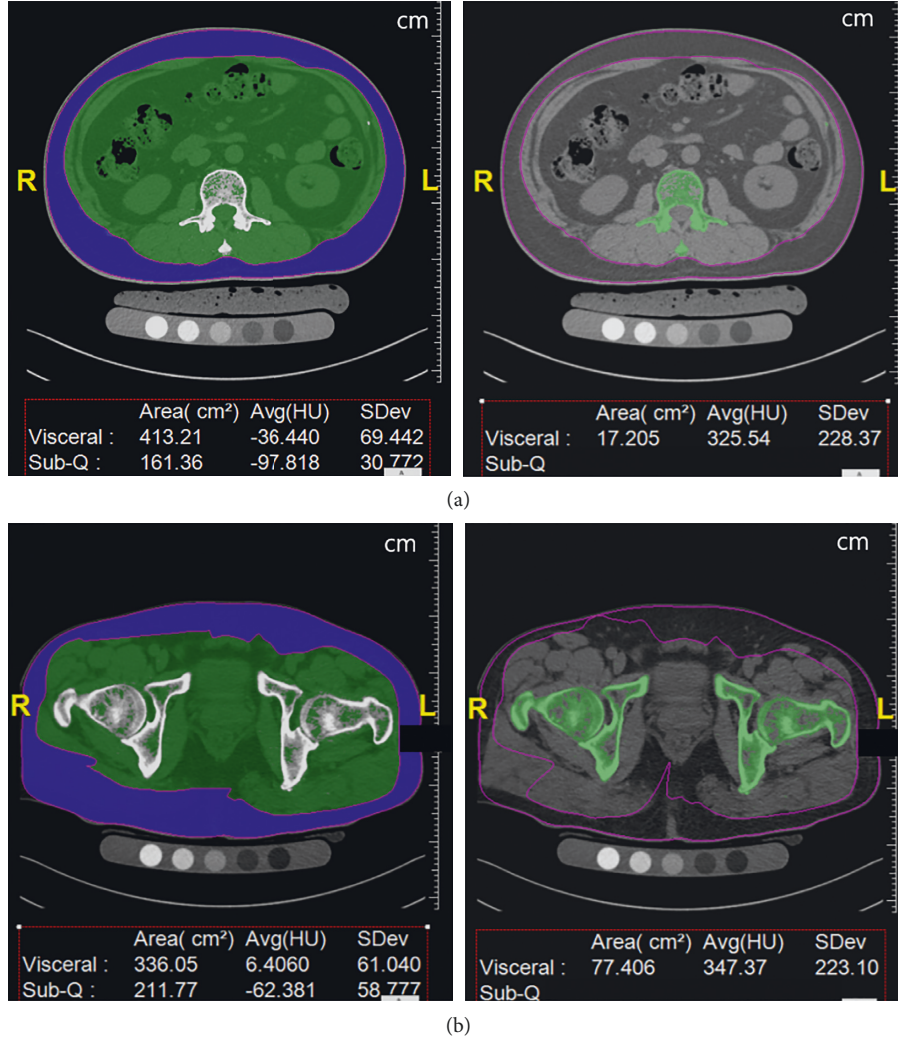 cm
cm
R
L
R
L
Area( cm²) Avg(HU) SDev
Visceral : 413.21 -36.440 69.442
Sub-Q : 161.36 -97.818 30.772
Area( cm²) Avg(HU) SDev
Visceral : 17.205 325.54 228.37
Sub-Q
(a)
cm
cm
R
L
R
L
Area( cm²) Avg(HU) SDev
Visceral : 336.05 6.4060 61.040
Sub-Q : 211.77 -62.381 58.777
Area( cm²) Avg(HU) SDev
Visceral : 77.406 347.37 223.10
Sub-Q
(b)